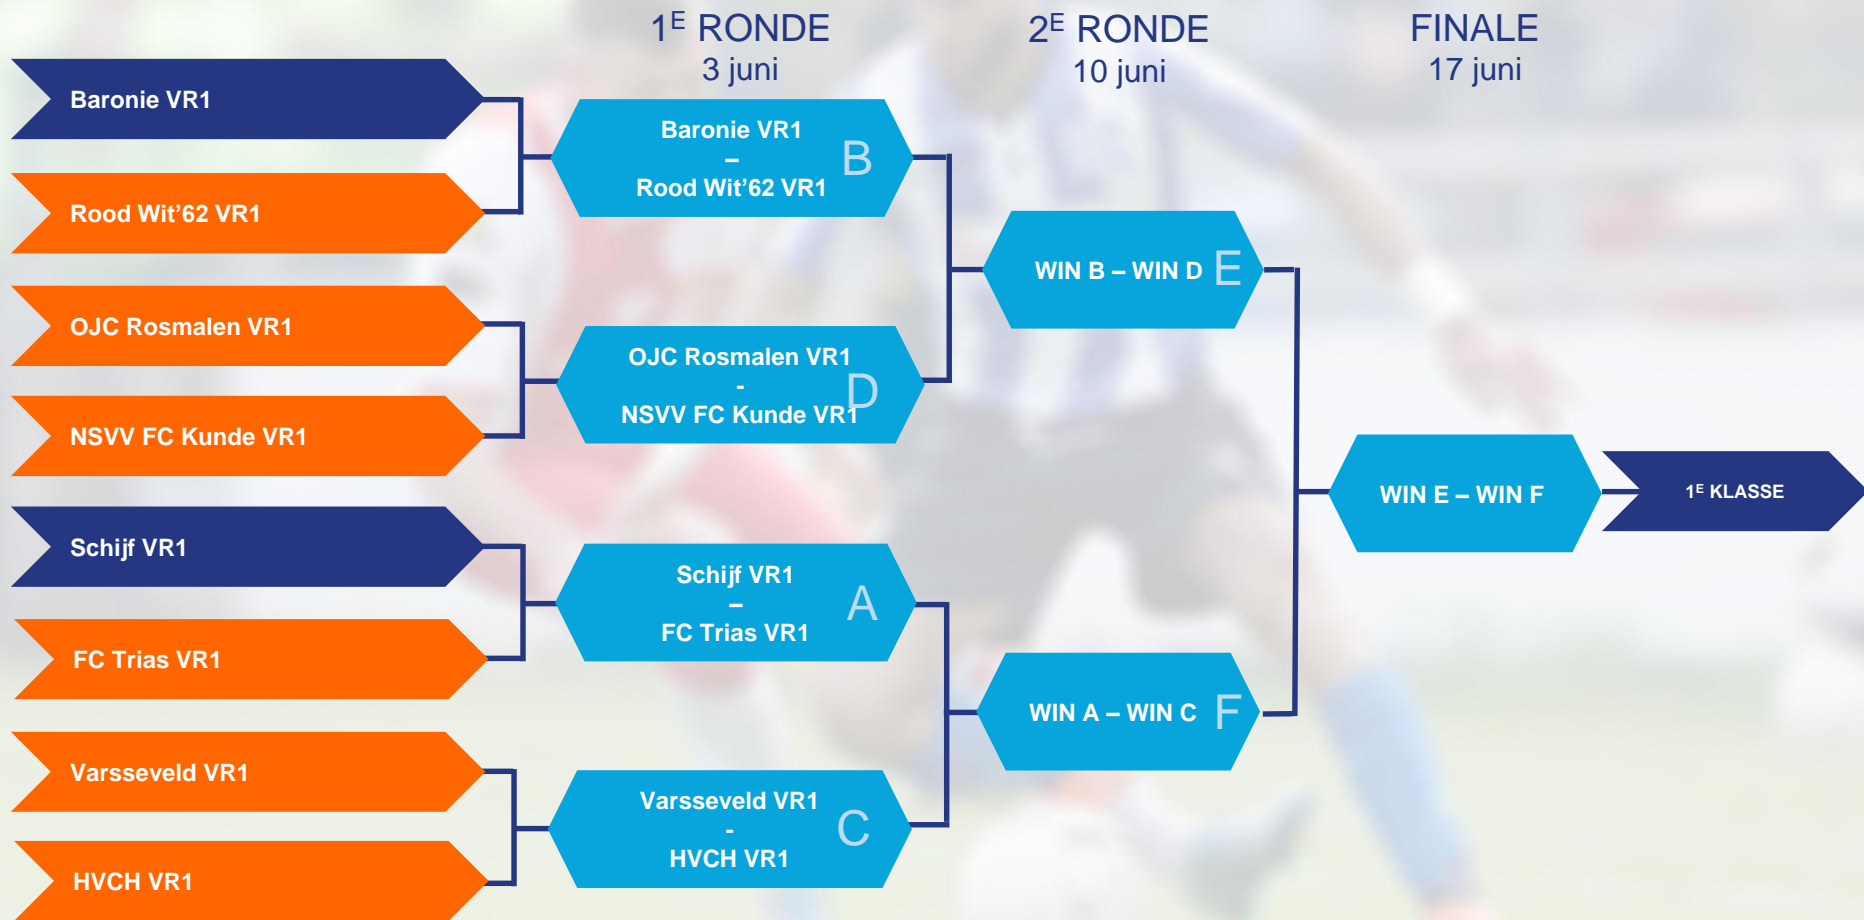 1E RONDE
3 juni
2E RONDE
10 juni
FINALE
17 juni
Baronie VR1
Rood Wit'62 VR1
OJC Rosmalen VR1
NSVV FC Kunde VR1
Schijf VR1
FC Trias VR1
Varsseveld VR1
HVCH VR1
Baronie VR1
–
Rood Wit'62 VR1
B
OJC Rosmalen VR1
-
NSVV FC Kunde VR1
D
Schijf VR1
–
FC Trias VR1
A
Varsseveld VR1
-
HVCH VR1
C
WIN B – WIN D E
WIN A – WIN C F
WIN E – WIN F
1E KLASSE